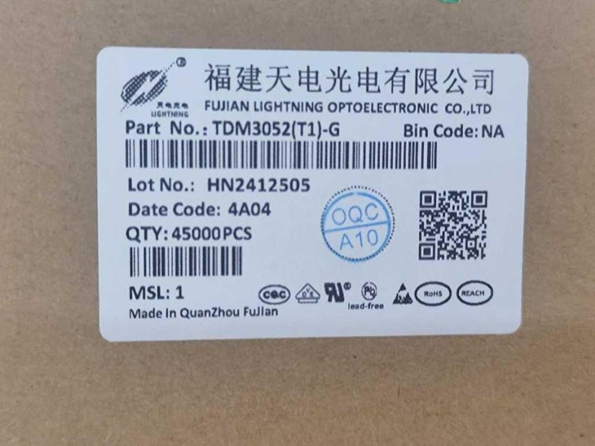 福建天电光电有限公司
天电光电
LIGHTNING
FUJIAN LIGHTNING OPTOELECTRONIC CO.,LTD
Part No.: TDM3052(T1)-G Bin Code: NA
Lot No.: HN2412505
Date Code: 4A04
QTY: 45000PCS
OQC
A10
MSL: 1
CQC
Pb
lead-free
RoHS
REACH
Made in QuanZhou FuJian